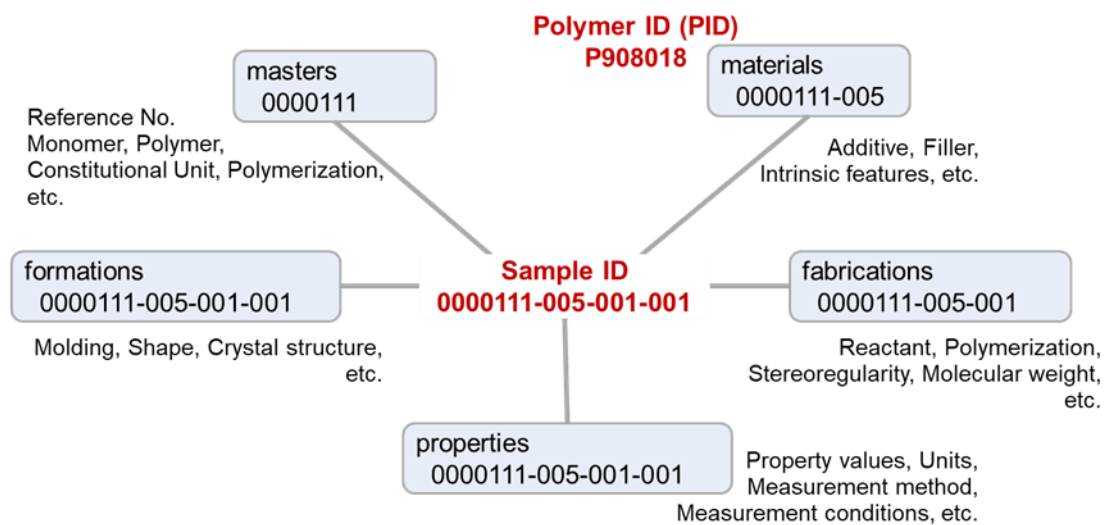 Polymer ID (PID)
P908018
masters
0000111
materials
0000111-005
Reference No.
Monomer, Polymer,
Constitutional Unit, Polymerization,
etc.
Additive, Filler,
Intrinsic features, etc.
formations
0000111-005-001-001
Sample ID
0000111-005-001-001
fabrications
0000111-005-001
Molding, Shape, Crystal structure,
etc.
Reactant, Polymerization,
Stereoregularity, Molecular weight,
etc.
properties
0000111-005-001-001
Property values, Units,
Measurement method,
Measurement conditions, etc.